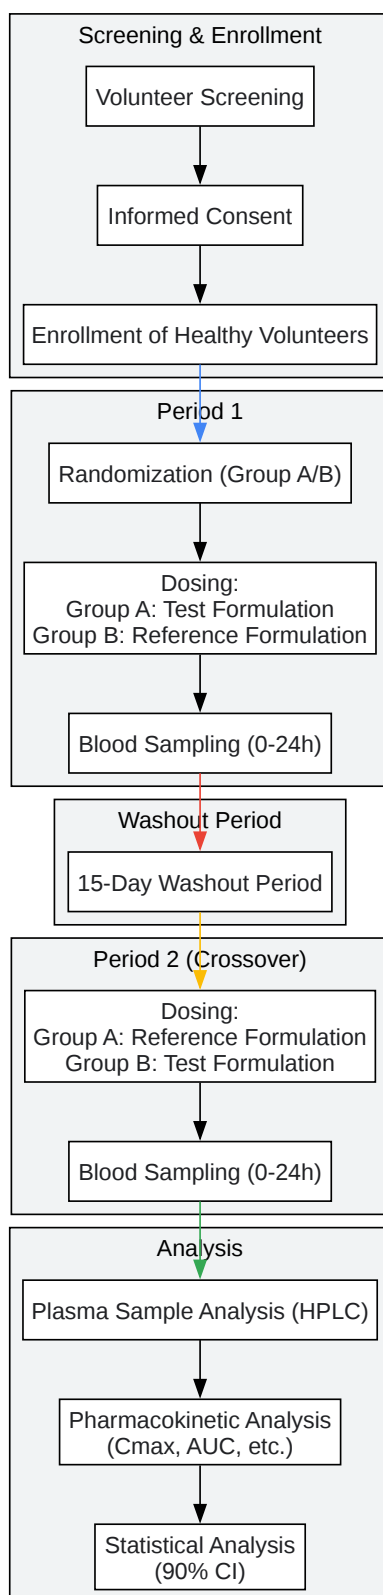 Screening & Enrollment
Volunteer Screening
Informed Consent
Enrollment of Healthy Volunteers
Period 1
Randomization (Group A/B)
Dosing:
Group A: Test Formulation
Group B: Reference Formulation
Blood Sampling (0-24h)
Washout Period
15-Day Washout Period
Period 2 (Crossover)
Dosing:
Group A: Reference Formulation
Group B: Test Formulation
Blood Sampling (0-24h)
Analysis
Plasma Sample Analysis (HPLC)
Pharmacokinetic Analysis
(Cmax, AUC, etc.)
Statistical Analysis
(90% CI)